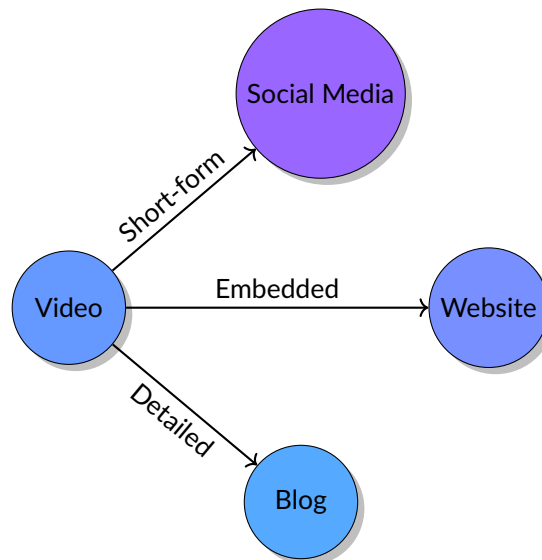 Social Media
Short-form
Video
Embedded
Website
Detailed
Blog